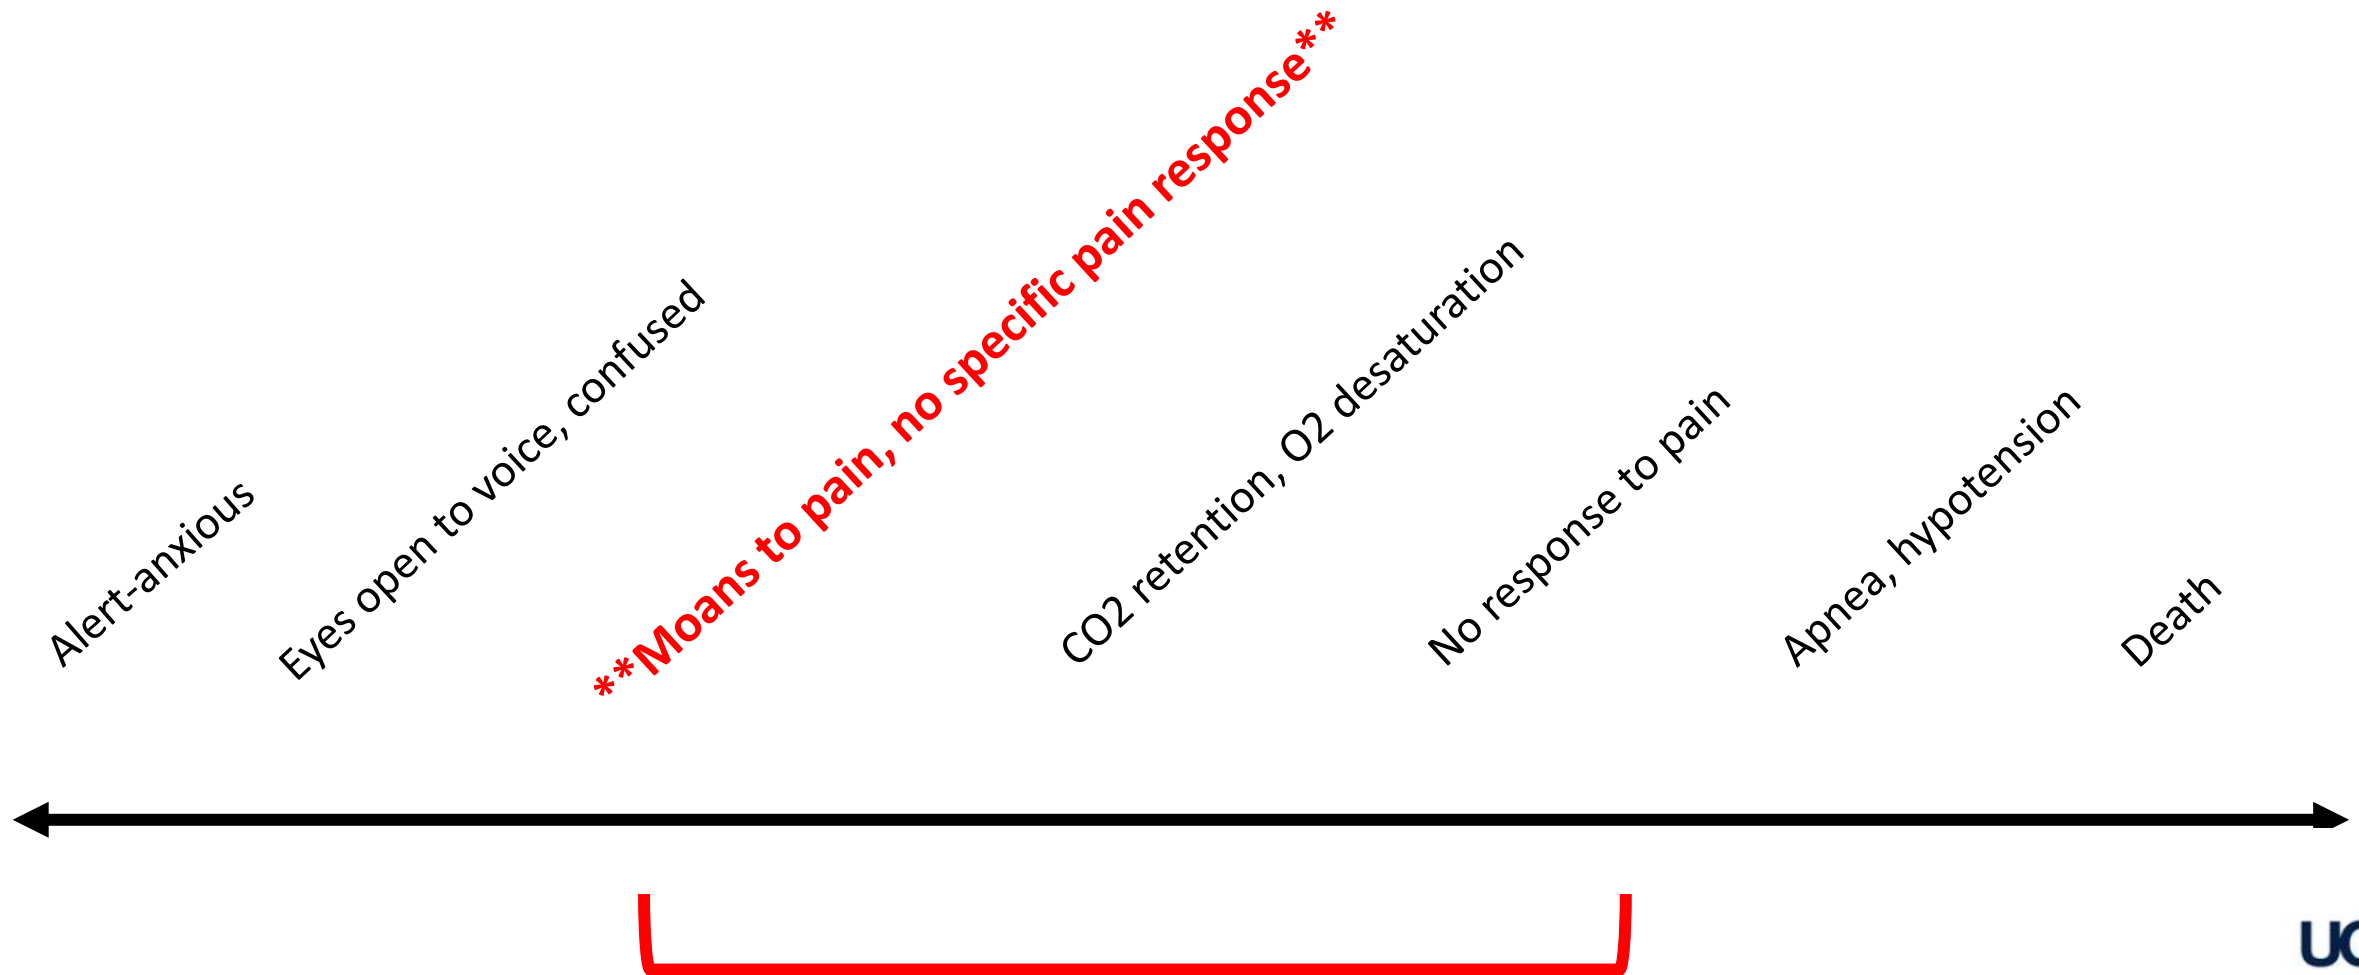 Alert-anxious
Eyes open to voice, confused
**Moans to pain, no specific pain response**
CO2 retention, O2 desaturation
No response to pain
Apnea, hypotension
Death